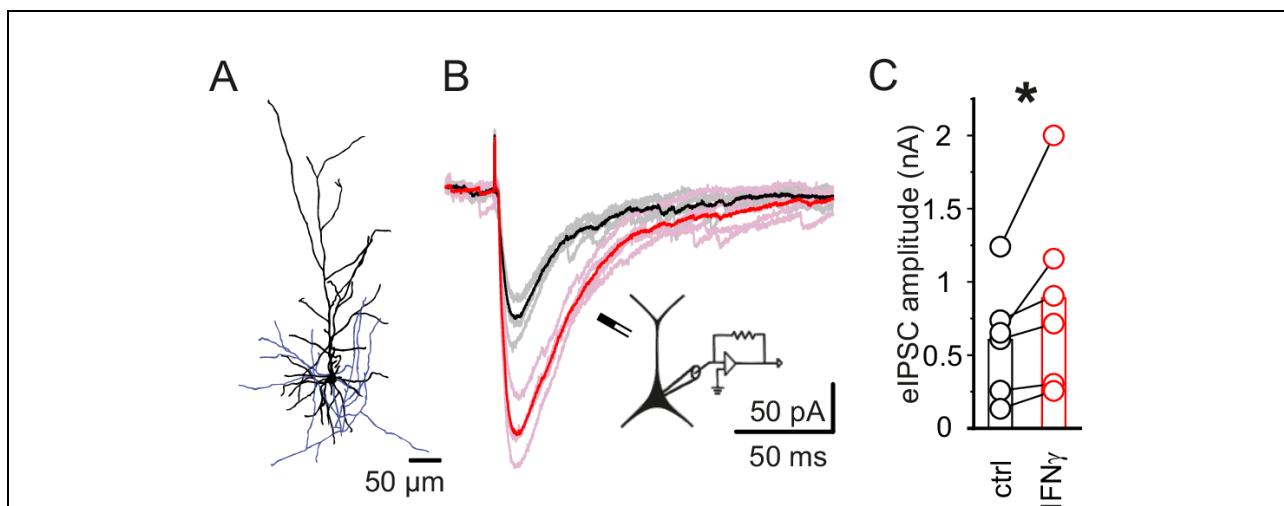 A
B
C
*
eIPSC amplitude (nA)
2
1.5
1
0.5
0
50 µm
50 pA
50 ms
ctrl
IFNγ